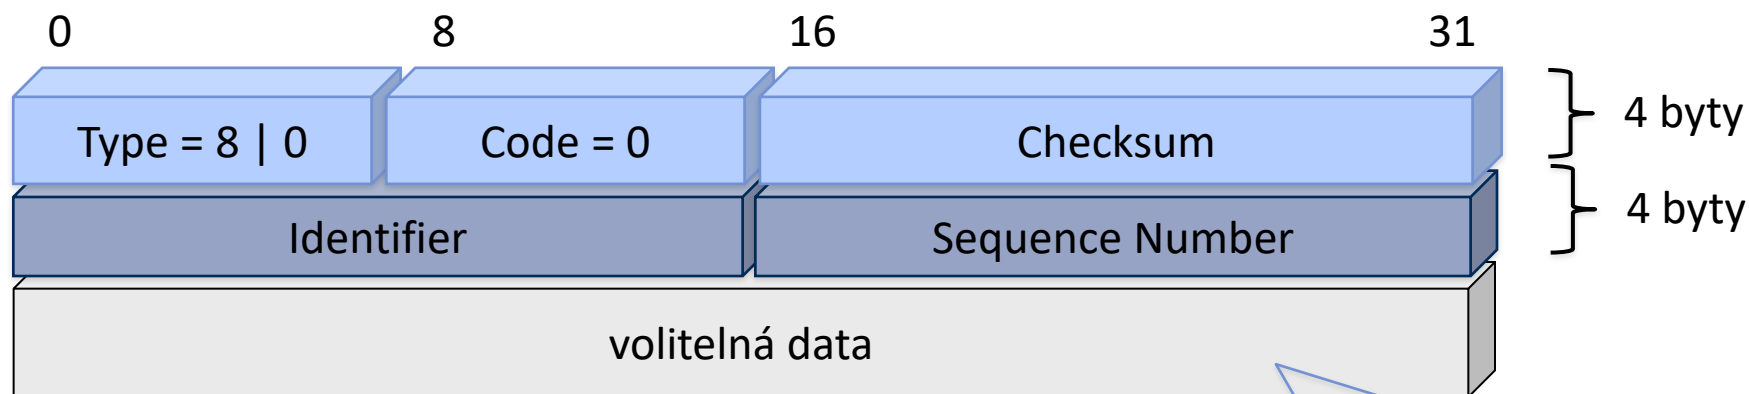 0 8 16 31
Type = 8 | 0 Code = 0 Checksum 4 byty
Identifier Sequence Number 4 byty
volitelná data